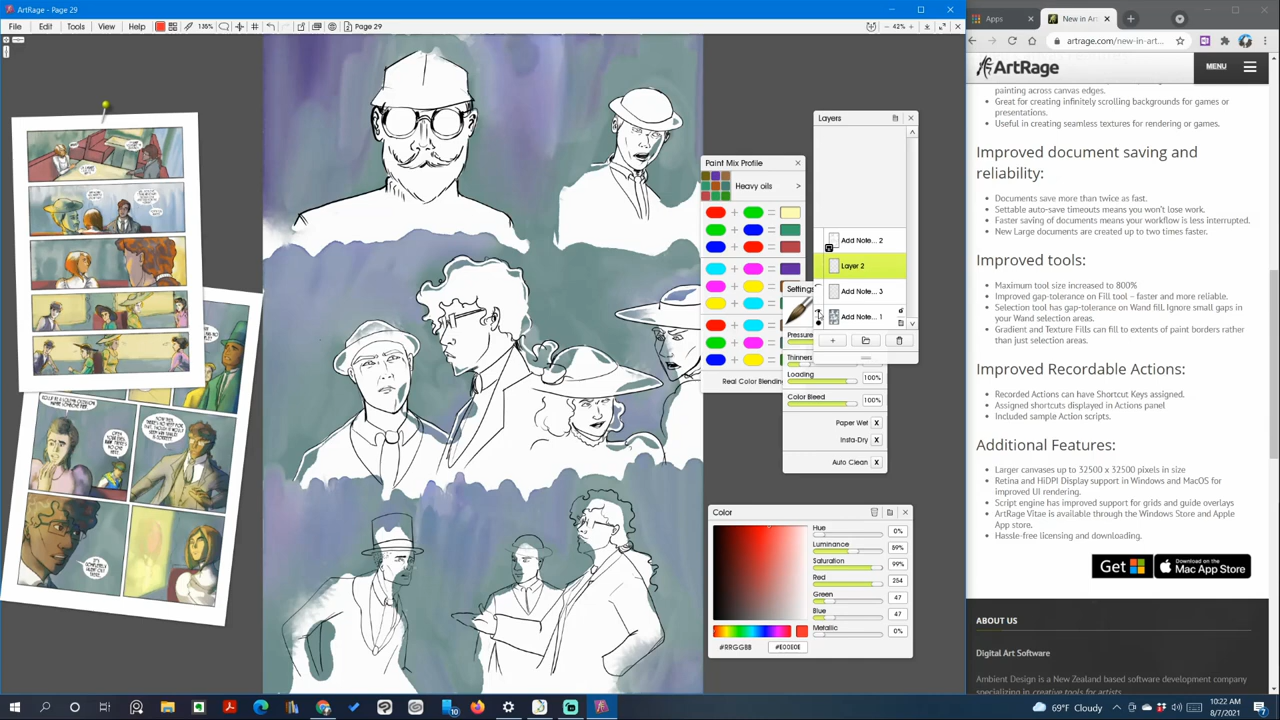 ArtRage - Page 29
File Edit Tools View Help 135% Page 29 42%
Layers
Add Note... 2
Layer 2
Add Note... 3
Add Note... 1
Paint Mix Profile
Heavy oils >
+ =
+ =
+ =
+ =
+ =
+ =
+
+
+
Real Color Blending
Settings
Pressure
Thinners
Loading 100%
Color Bleed 100%
Paper Wet X
Insta-Dry X
Auto Clean X
Color
Hue 0%
Luminance 59%
Saturation 99%
Red 254
Green 47
Blue 47
Metallic 0%
#RRGGBB #E00E0E
Apps New in Art
artrage.com/new-in-art...
ArtRage MENU
painting across canvas edges.
Great for creating infinitely scrolling backgrounds for games or
presentations.
Useful in creating seamless textures for rendering or games.
Improved document saving and
reliability:
Documents save more than twice as fast.
Settable auto-save timeouts means you won't lose work.
Faster saving of documents means your workflow is less interrupted.
New Large documents are created up to two times faster.
Improved tools:
Maximum tool size increased to 800%
Improved gap-tolerance on Fill tool – faster and more reliable.
Selection tool has gap-tolerance on Wand fill. Ignore small gaps in
your Wand selection areas.
Gradient and Texture Fills can fill to extents of paint borders rather
than just selection areas.
Improved Recordable Actions:
Recorded Actions can have Shortcut Keys assigned.
Assigned shortcuts displayed in Actions panel
Included sample Action scripts.
Additional Features:
Larger canvases up to 32500 x 32500 pixels in size
Retina and HiDPI Display support in Windows and MacOS for
improved UI rendering.
Script engine has improved support for grids and guide overlays
ArtRage Vitae is available through the Windows Store and Apple
App store.
Hassle-free licensing and downloading.
Get Download on the
Mac App Store
ABOUT US
Digital Art Software
Ambient Design is a New Zealand based software development company
specializing in creative tools for artists.
69°F Cloudy 10:22 AM
8/7/2021